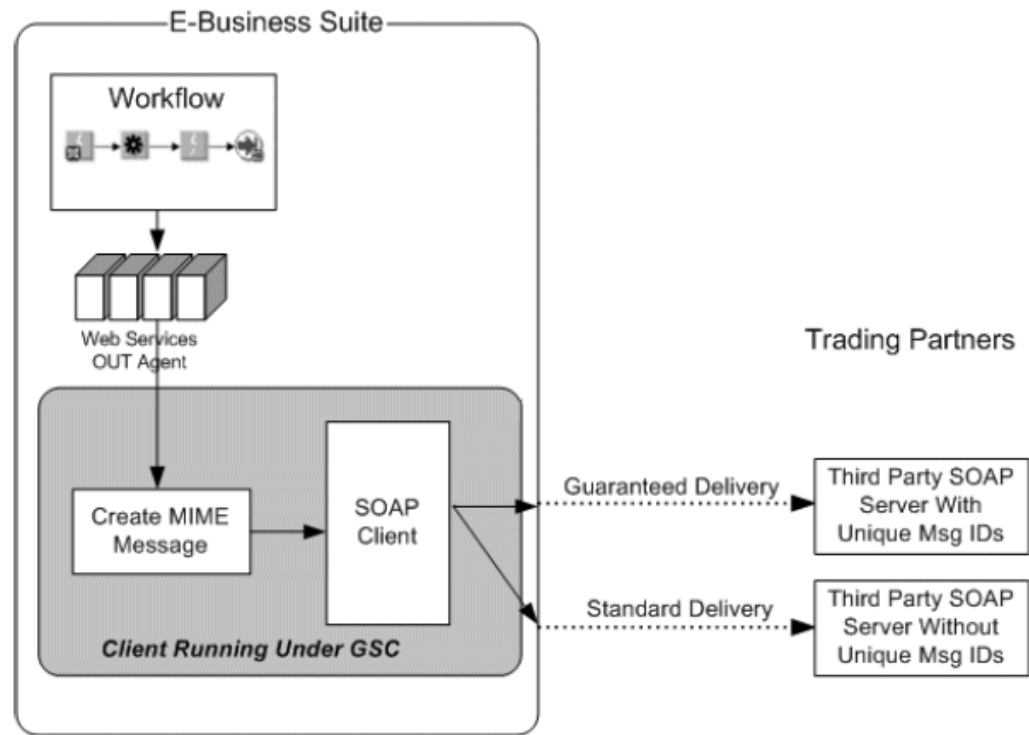 E-Business Suite
Workflow
Web Services
OUT Agent
Trading Partners
Create MIME
Message
SOAP
Client
Client Running Under GSC
Guaranteed Delivery
Third Party SOAP
Server With
Unique Msg IDs
Standard Delivery
Third Party SOAP
Server Without
Unique Msg IDs